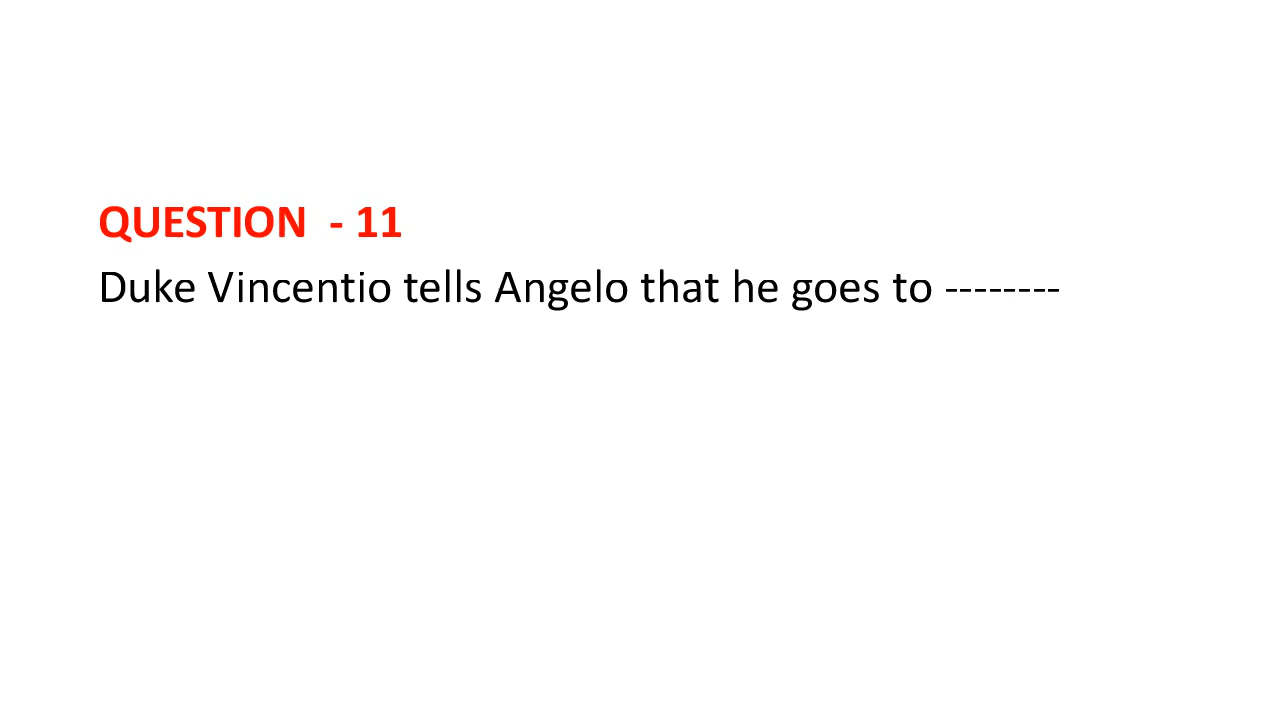 QUESTION  - 11
Duke Vincentio tells Angelo that he goes to --------